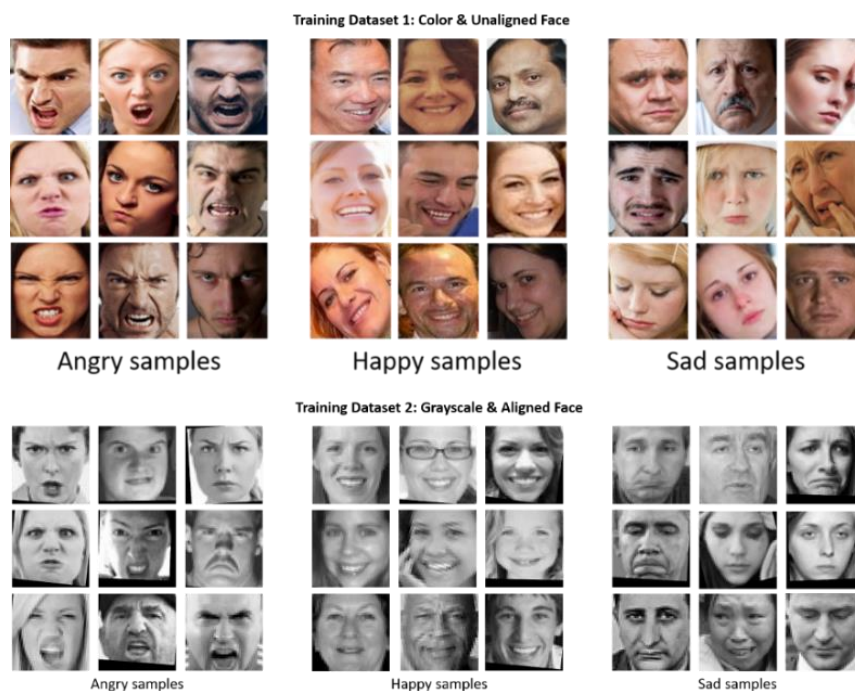 Training Dataset 1: Color & Unaligned Face
Angry samples
Happy samples
Sad samples
Training Dataset 2: Grayscale & Aligned Face
Angry samples
Happy samples
Sad samples